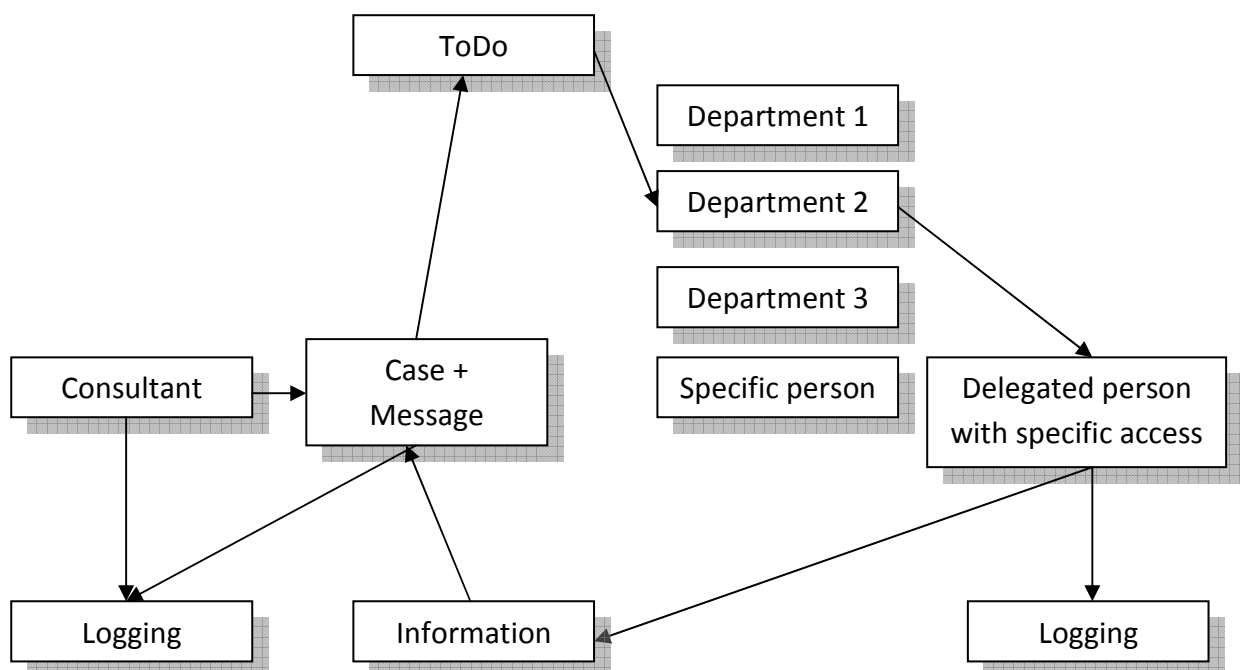 ToDo
Department 1
Department 2
Department 3
Consultant
Case +
Message
Specific person
Delegated person
with specific access
Logging
Information
Logging